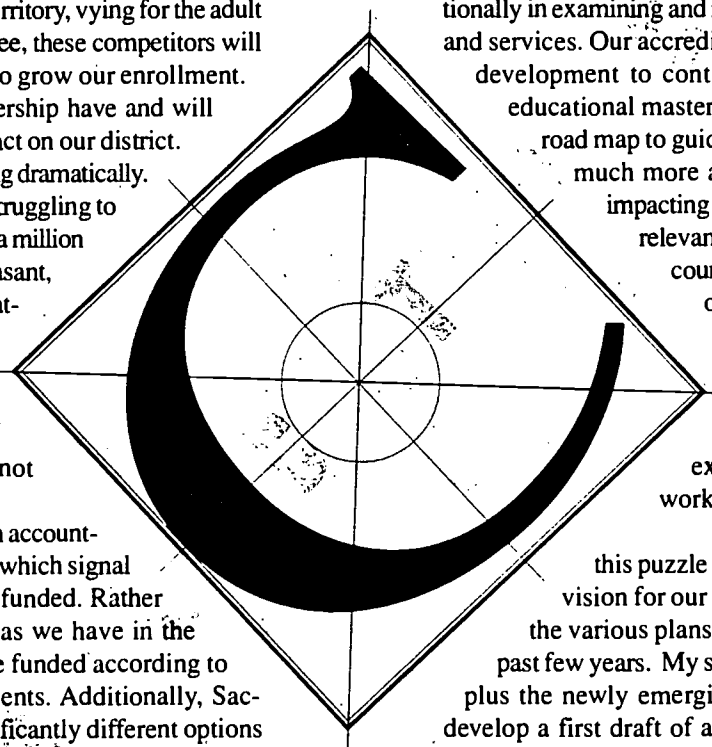 rritory, vying for the adult
ee, these competitors will
o grow our enrollment.
ership have and will
act on our district.
g dramatically.
truggling to
a million
asant,
nt-
not
account-
which signal
funded. Rather
as we have in the
e funded according to
ents. Additionally, Sac-
ficantly different options
C
tionally in examining and
and services. Our accredi
development to cont
educational master
road map to guid
much more a
impacting
relevan
cour
o
ex
work
this puzzle
vision for our
the various plans
past few years. My s
plus the newly emergi
develop a first draft of a